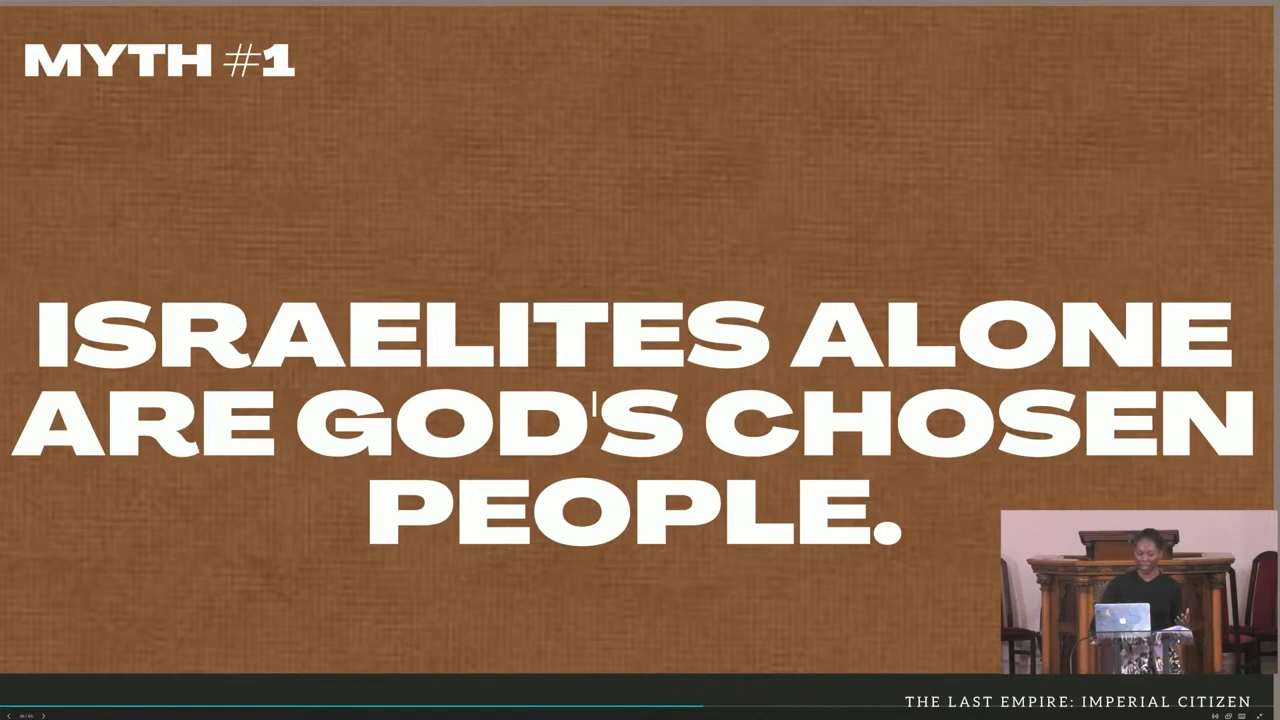 MYTH #1
ISRAELITES ALONE
ARE GOD'S CHOSEN
PEOPLE.
THE LAST EMPIRE: IMPERIAL CITIZEN